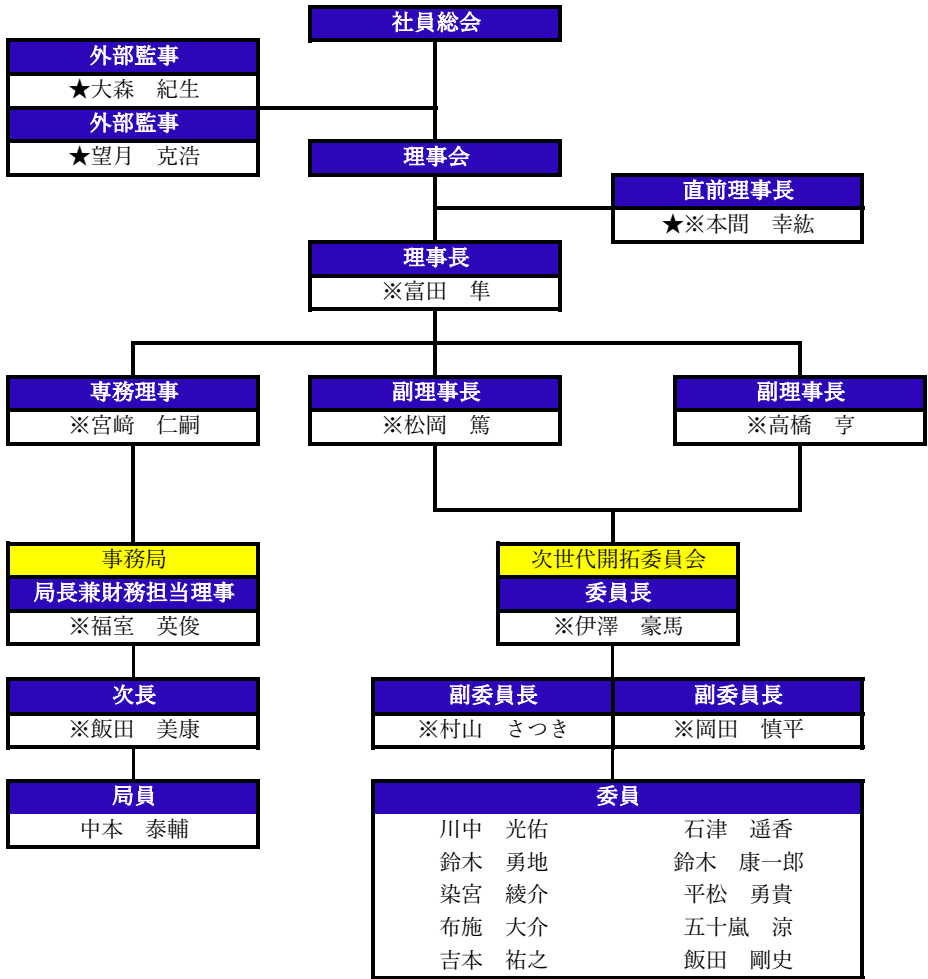 社員総会
外部監事
★大森　紀生
外部監事
★望月　克浩
理事会
直前理事長
★※本間　幸紘
理事長
※富田　隼
専務理事
※宮﨑　仁嗣
副理事長
※松岡　篤
副理事長
※高橋　亨
事務局
局長兼財務担当理事
※福室　英俊
次長
※飯田　美康
局員
中本　泰輔
次世代開拓委員会
委員長
※伊澤　豪馬
副委員長
※村山　さつき
副委員長
※岡田　慎平
委員
川中　光佑　石津　遥香
鈴木　勇地　鈴木　康一郎
染宮　綾介　平松　勇貴
布施　大介　五十嵐　涼
吉本　祐之　飯田　剛史